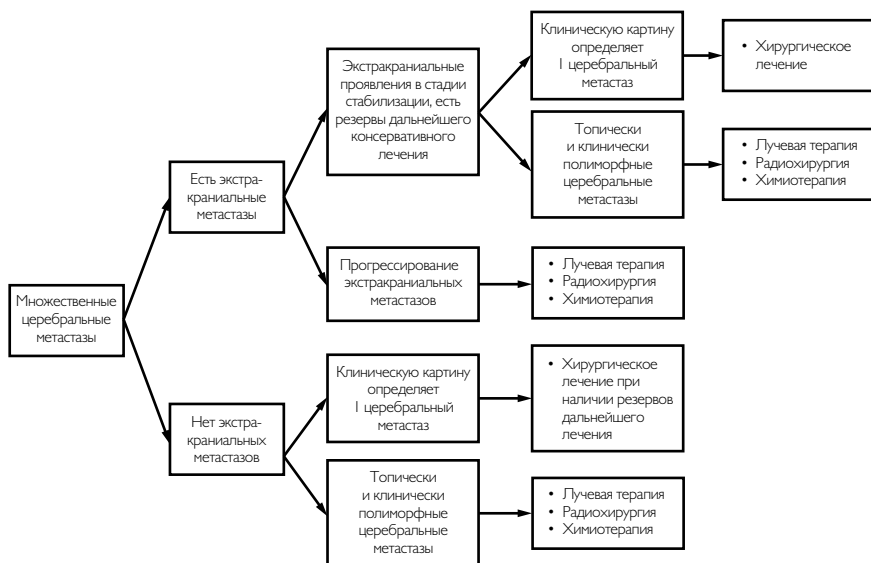 Множественные
церебральные
метастазы
Есть экстра-
краниальные
метастазы
Экстракраниальные
проявления в стадии
стабилизации, есть
резервы дальнейшего
консервативного
лечения
Клиническую картину
определяет
1 церебральный
метастаз
• Хирургическое
лечение
Топически
и клинически
полиморфные
церебральные
метастазы
• Лучевая терапия
• Радиохирургия
• Химиотерапия
Прогрессирование
экстракраниальных
метастазов
• Лучевая терапия
• Радиохирургия
• Химиотерапия
Нет экстра-
краниальных
метастазов
Клиническую картину
определяет
1 церебральный
метастаз
• Хирургическое
лечение при
наличии резервов
дальнейшего
лечения
Топически
и клинически
полиморфные
церебральные
метастазы
• Лучевая терапия
• Радиохирургия
• Химиотерапия